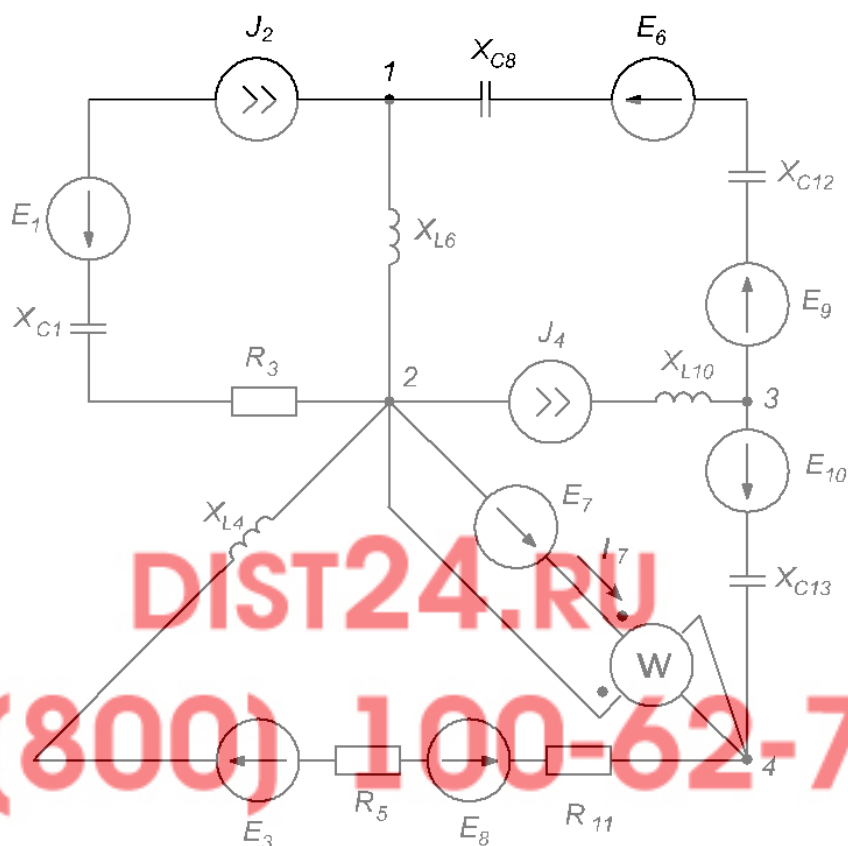 J2
E6
XC8
1
XC12
E1
XL6
E9
XC1
J4
R3
2
XL10
3
E10
E7
XL4
I7
DIST24.RU
XC13
W
(800) 100-62-7
4
R5
R11
E3
E8